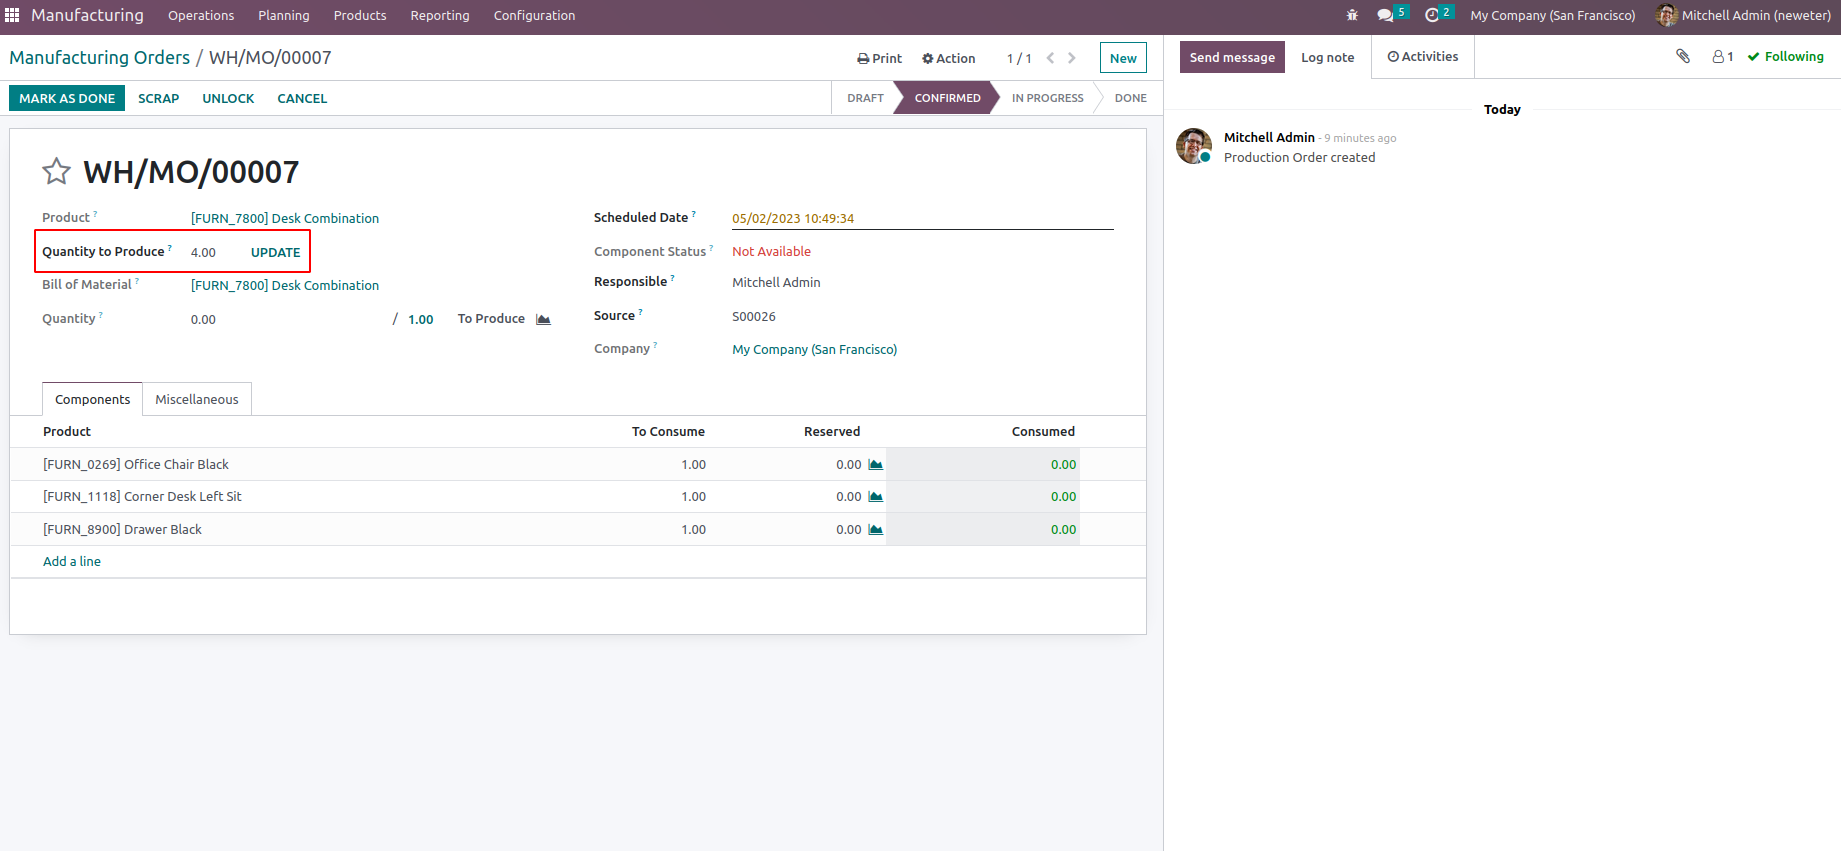 Manufacturing Operations Planning Products Reporting Configuration 5 2 My Company (San Francisco) Mitchell Admin (neweter)
Manufacturing Orders / WH/MO/00007 Print Action 1 / 1 New
Send message Log note Activities 1 Following
MARK AS DONE SCRAP UNLOCK CANCEL DRAFT CONFIRMED IN PROGRESS DONE
Today
Mitchell Admin - 9 minutes ago
Production Order created
WH/MO/00007
Product ? [FURN_7800] Desk Combination
Quantity to Produce ? 4.00 UPDATE
Bill of Material ? [FURN_7800] Desk Combination
Quantity ? 0.00 / 1.00 To Produce
Scheduled Date ? 05/02/2023 10:49:34
Component Status ? Not Available
Responsible ? Mitchell Admin
Source ? S00026
Company ? My Company (San Francisco)
Components Miscellaneous
Product To Consume Reserved Consumed
[FURN_0269] Office Chair Black 1.00 0.00 0.00
[FURN_1118] Corner Desk Left Sit 1.00 0.00 0.00
[FURN_8900] Drawer Black 1.00 0.00 0.00
Add a line